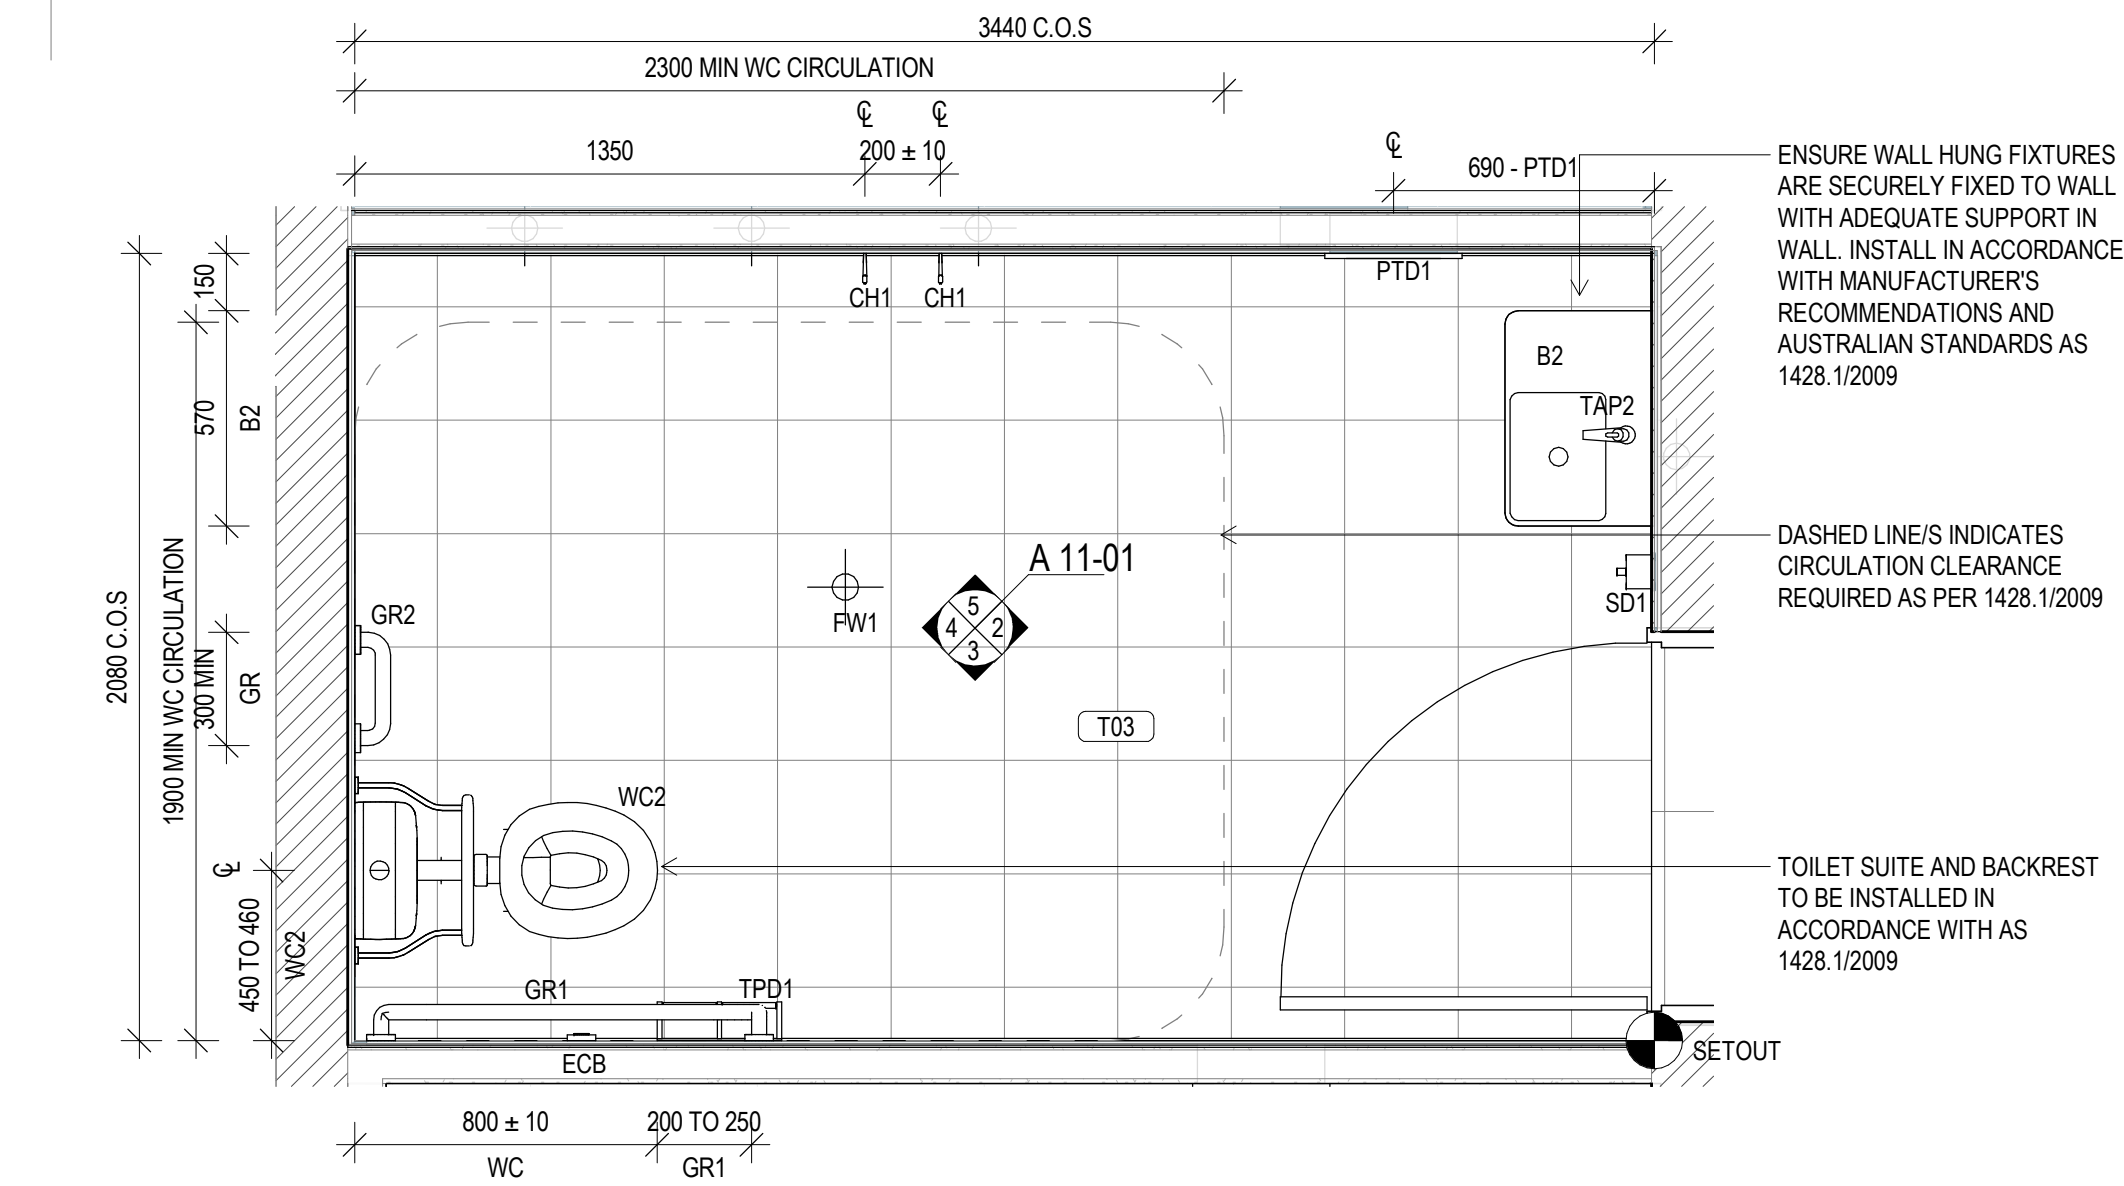 3440 C.O.S
2300 MIN WC CIRCULATION
℄
℄
1350
200 ± 10
℄
690 - PTD1
ENSURE WALL HUNG FIXTURES
ARE SECURELY FIXED TO WALL
WITH ADEQUATE SUPPORT IN
WALL. INSTALL IN ACCORDANCE
WITH MANUFACTURER'S
RECOMMENDATIONS AND
AUSTRALIAN STANDARDS AS
1428.1/2009
PTD1
CH1
CH1
150
B2
TAP2
570
B2
DASHED LINE/S INDICATES
CIRCULATION CLEARANCE
REQUIRED AS PER 1428.1/2009
A 11-01
5
4
2
3
SD1
GR2
FW1
2080 C.O.S
1900 MIN WC CIRCULATION
300 MIN
GR
T03
WC2
℄
TOILET SUITE AND BACKREST
TO BE INSTALLED IN
ACCORDANCE WITH AS
1428.1/2009
450 TO 460
WC2
GR1
TPD1
SETOUT
ECB
800 ± 10
200 TO 250
WC
GR1